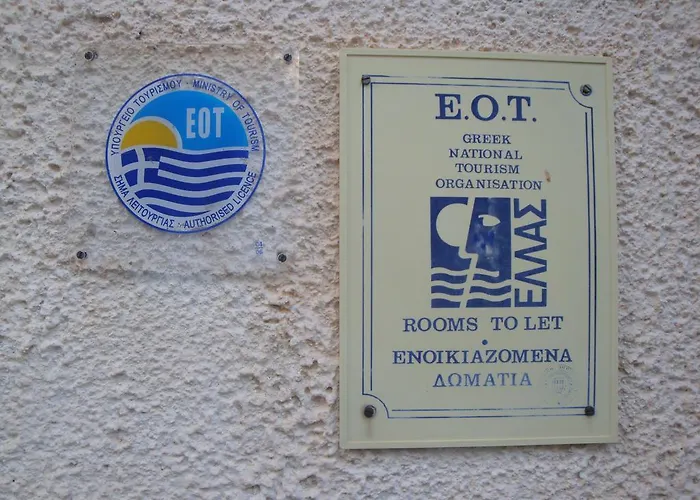 ΥΠΟΥΡΓΕΙΟ ΤΟΥΡΙΣΜΟΥ · MINISTRY OF TOURISM
EOT
ΣΗΜΑ ΛΕΙΤΟΥΡΓΙΑΣ · AUTHORISED LICENCE
E.O.T.
GREEK
NATIONAL
TOURISM
ORGANISATION
ΕΛΛΑΣ
ROOMS TO LET
•
ΕΝΟΙΚΙΑΖΟΜΕΝΑ
ΔΩΜΑΤΙΑ